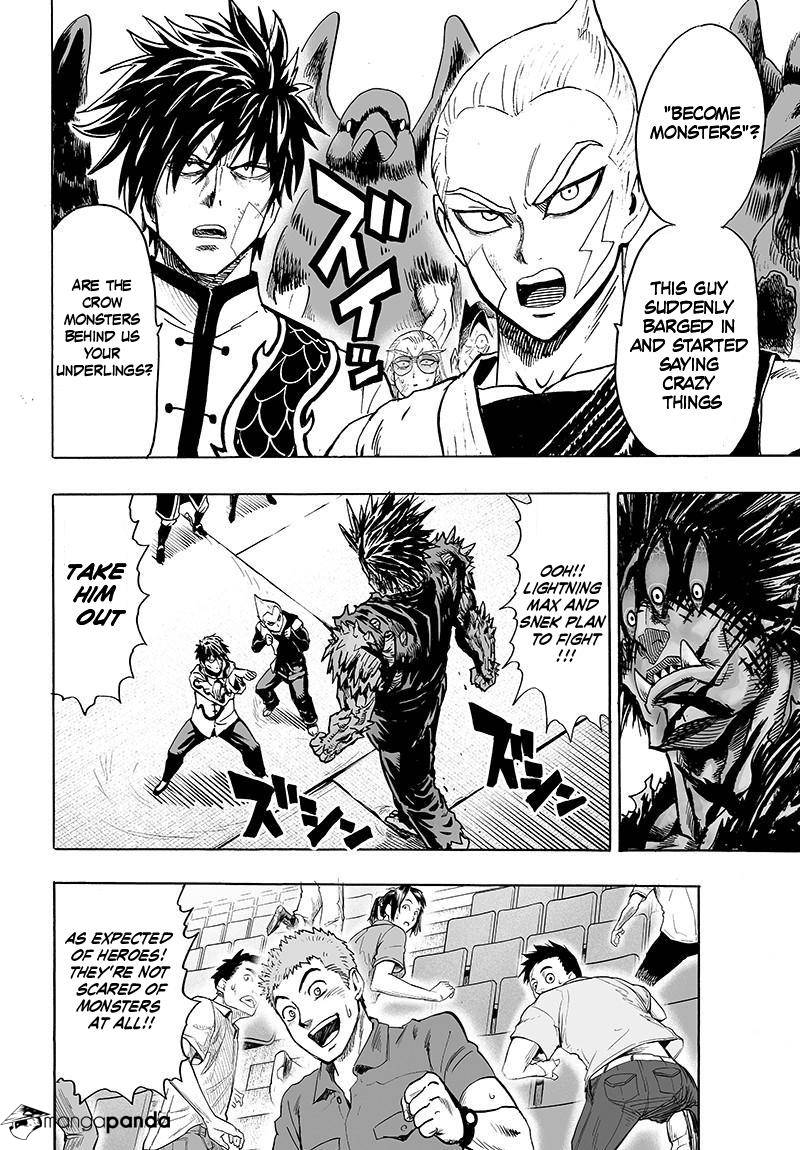 "BECOME
MONSTERS"?
THIS GUY
SUDDENLY
BARGED IN
AND STARTED
SAYING
CRAZY
THINGS
ズイッ
ARE THE
CROW
MONSTERS
BEHIND US
YOUR
UNDERLINGS?
OOH!!
LIGHTNING
MAX AND
SNEK PLAN
TO FIGHT
!!!
TAKE
HIM
OUT
ズシン
ズシン
AS EXPECTED
OF HEROES!
THEY'RE NOT
SCARED OF
MONSTERS
AT ALL!!
mangapanda